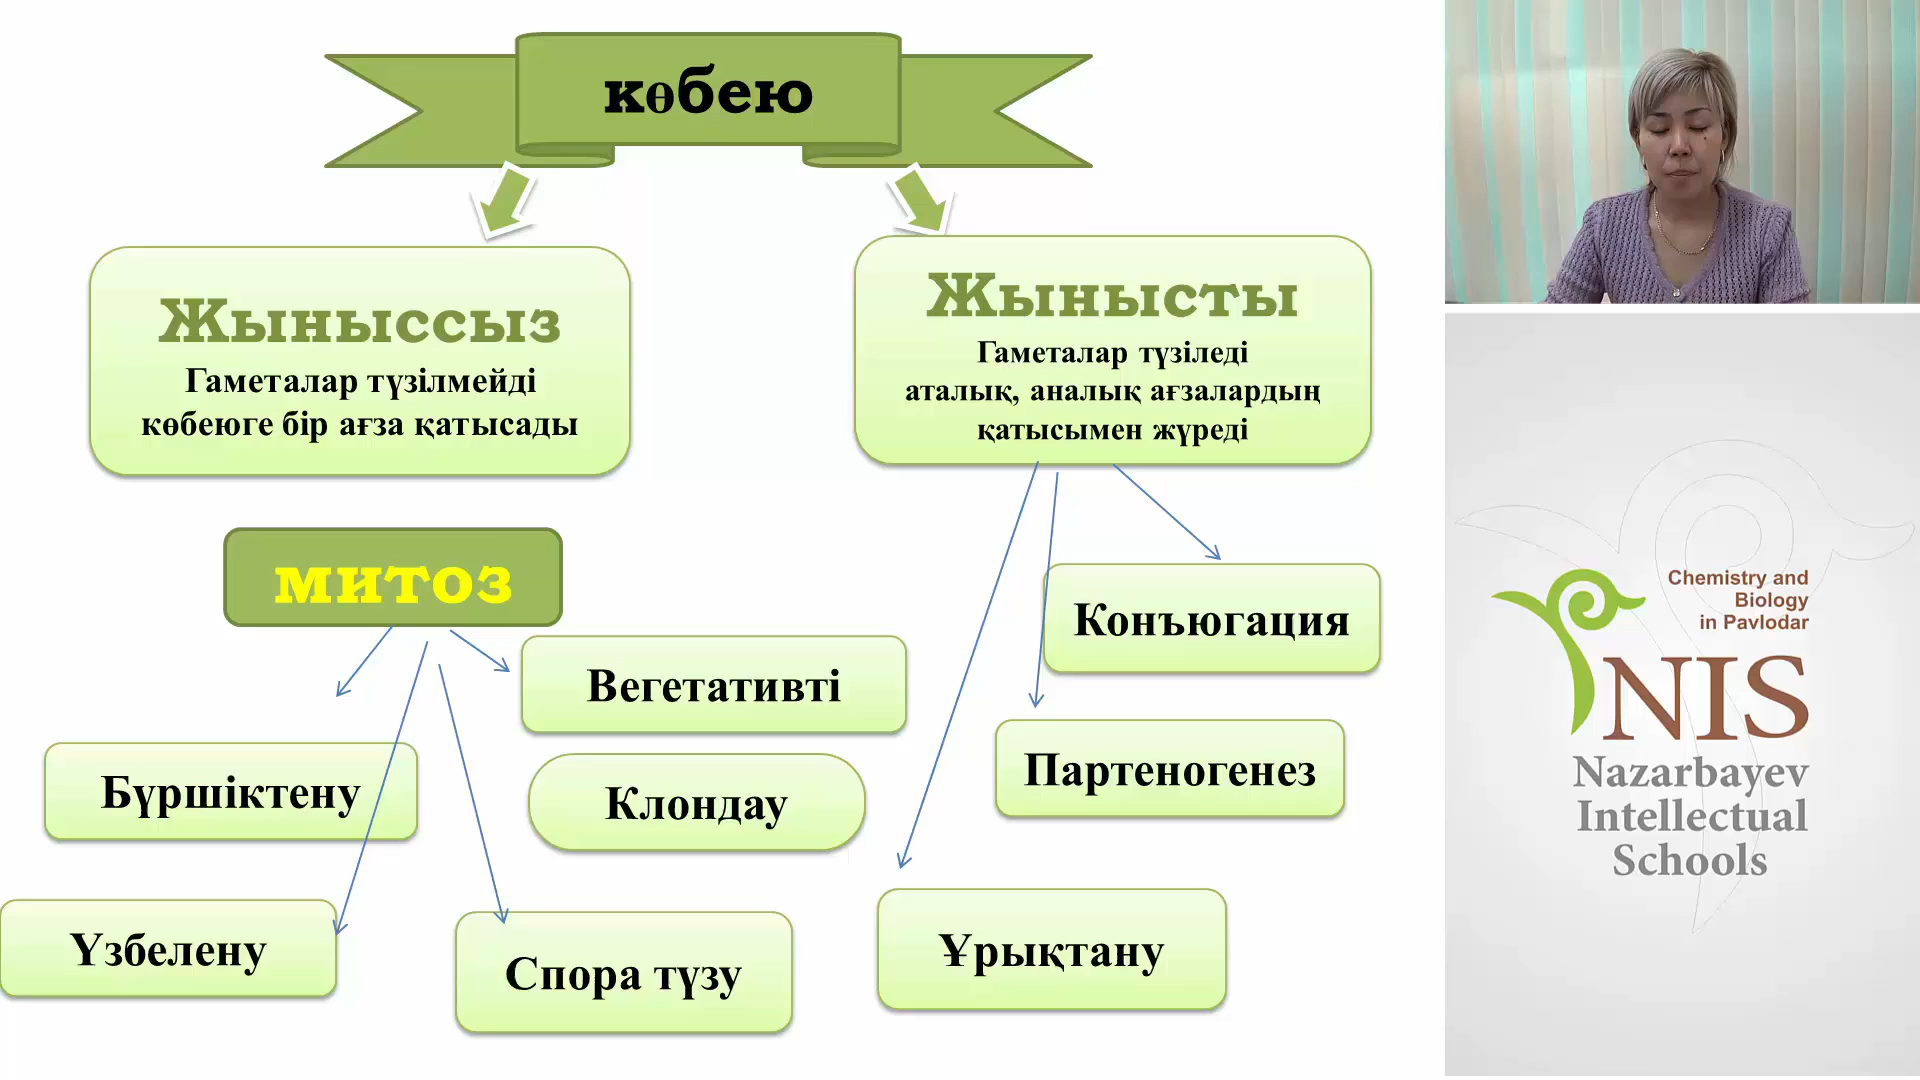 көбею
Жыныссыз
Гаметалар түзілмейді
көбеюге бір ағза қатысады
Жынысты
Гаметалар түзіледі
аталық, аналық ағзалардың
қатысымен жүреді
митоз
Вегетативті
Бүршіктену
Клондау
Үзбелену
Спора түзу
Конъюгация
Партеногенез
Ұрықтану
Chemistry and
Biology
in Pavlodar
NIS
Nazarbayev
Intellectual
Schools